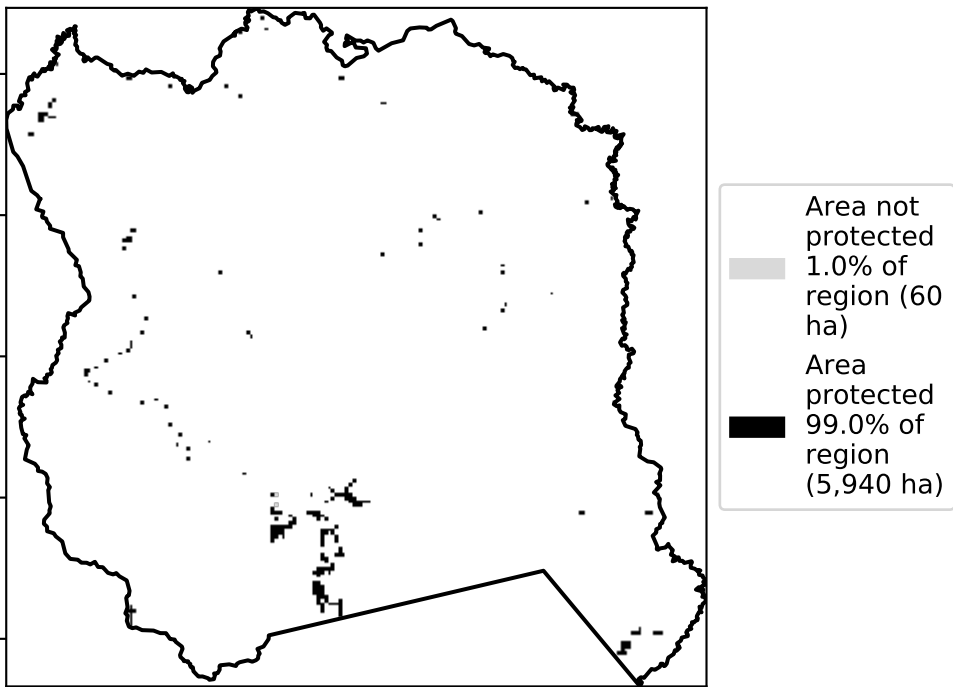 Area not
protected
1.0% of
region (60
ha)
Area
protected
99.0% of
region
(5,940 ha)